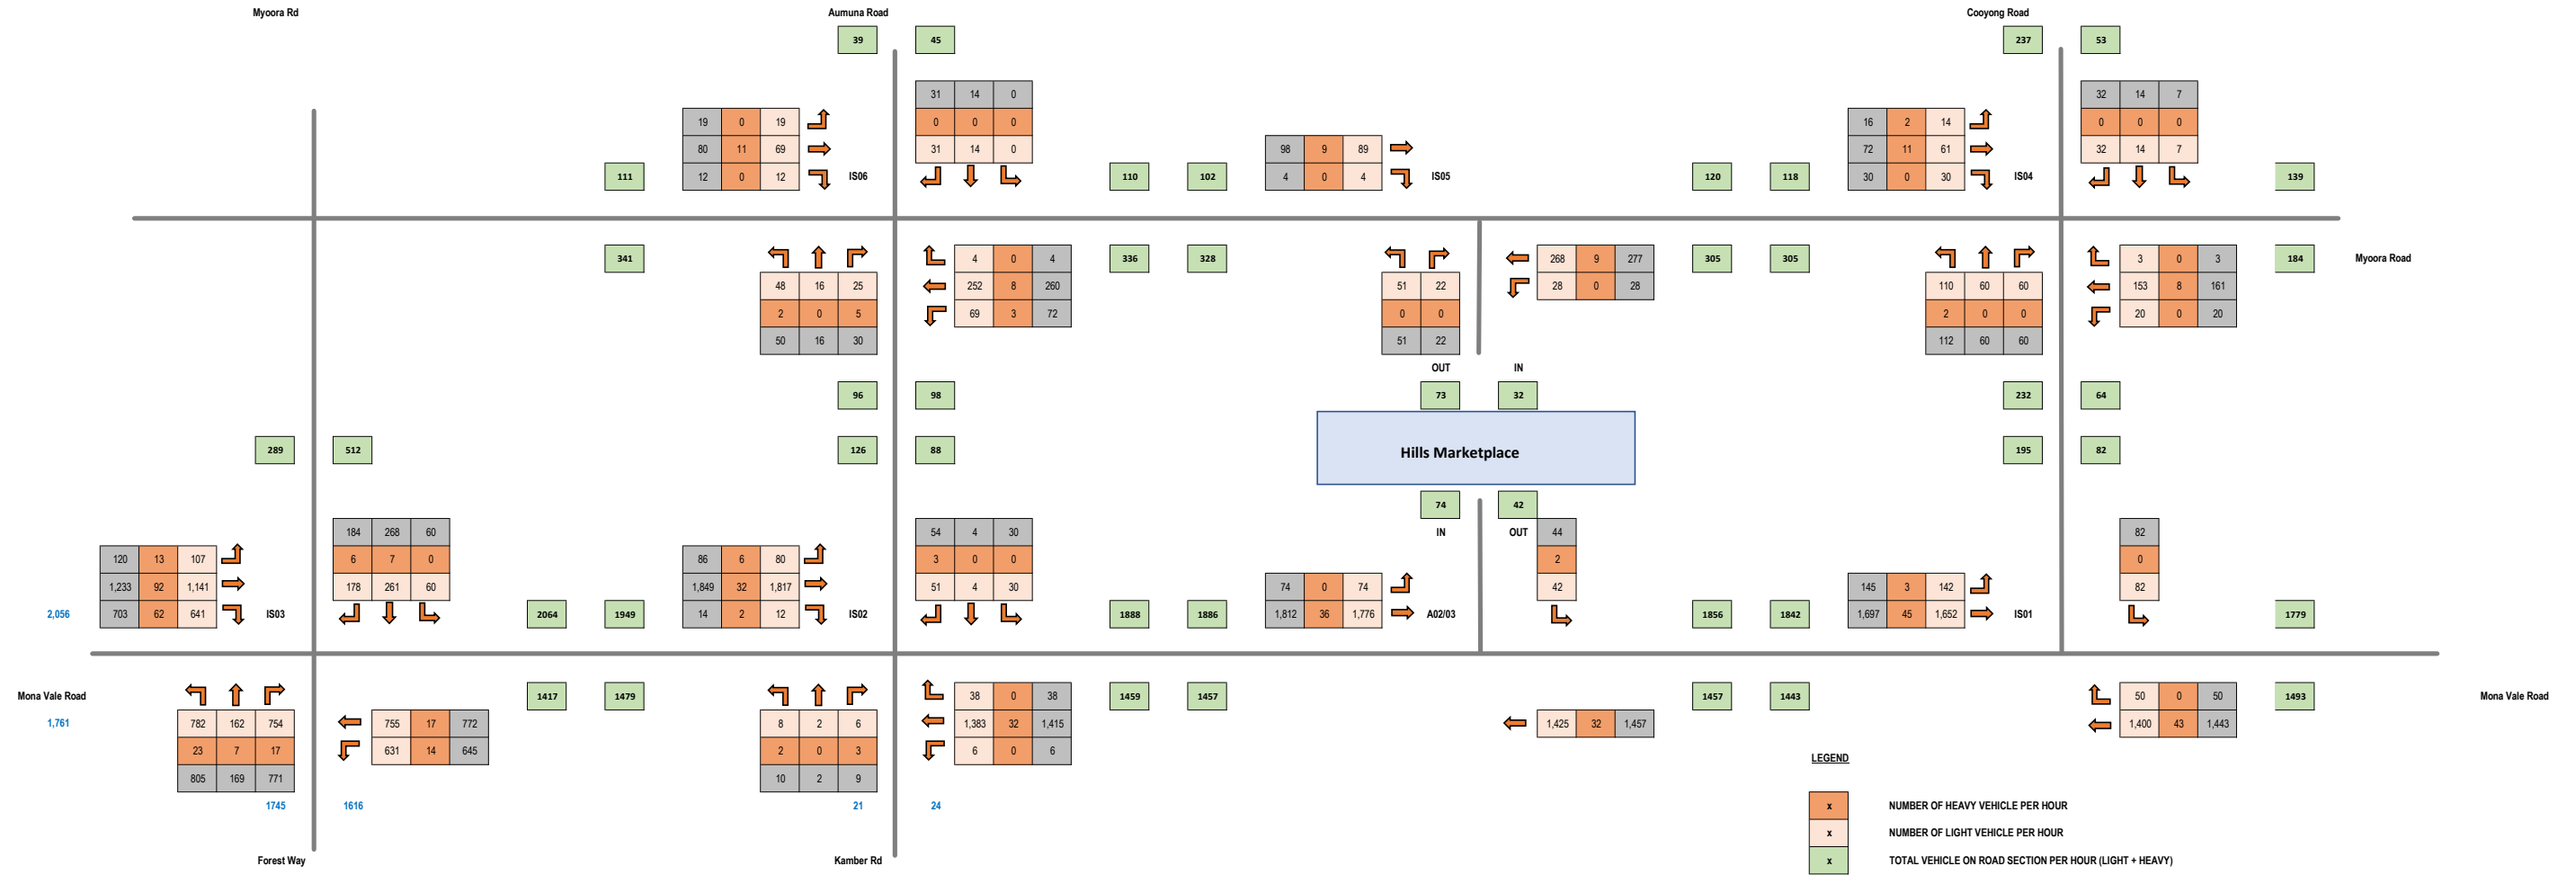 Myoora Rd Aumuna Road Cooyong Road
39 45 237 53
31 14 0 32 14 7
19 0 19 0 0 0 16 2 14 0 0 0
80 11 69 31 14 0 98 9 89 72 11 61 32 14 7
111 12 0 12 IS06 110 102 4 0 4 IS05 120 118 30 0 30 IS04 139
341 4 0 4 336 328 268 9 277 305 305 3 0 3 184 Myoora Road
48 16 25 252 8 260 51 22 28 0 28 110 60 60 153 8 161
2 0 5 69 3 72 0 0 2 0 0 20 0 20
50 16 30 51 22 112 60 60
OUT IN
96 98 73 32 232 64
289 512 126 88 Hills Marketplace 195 82
74 42
184 268 60 54 4 30 IN OUT 44 82
120 13 107 6 7 0 86 6 80 3 0 0 2 0
1,233 92 1,141 178 261 60 1,849 32 1,817 51 4 30 74 0 74 42 145 3 142 82
2,056 703 62 641 IS03 2064 1949 14 2 12 IS02 1888 1886 1,812 36 1,776 A02/03 1856 1842 1,697 45 1,652 IS01 1779
Mona Vale Road 1417 1479 38 0 38 1459 1457 1457 1443 50 0 50 1493 Mona Vale Road
1,761 782 162 754 755 17 772 8 2 6 1,383 32 1,415 1,425 32 1,457 1,400 43 1,443
23 7 17 631 14 645 2 0 3 6 0 6
LEGEND
805 169 771 10 2 9
1745 1616 21 24 x NUMBER OF HEAVY VEHICLE PER HOUR
x NUMBER OF LIGHT VEHICLE PER HOUR
Forest Way Kamber Rd x TOTAL VEHICLE ON ROAD SECTION PER HOUR (LIGHT + HEAVY)